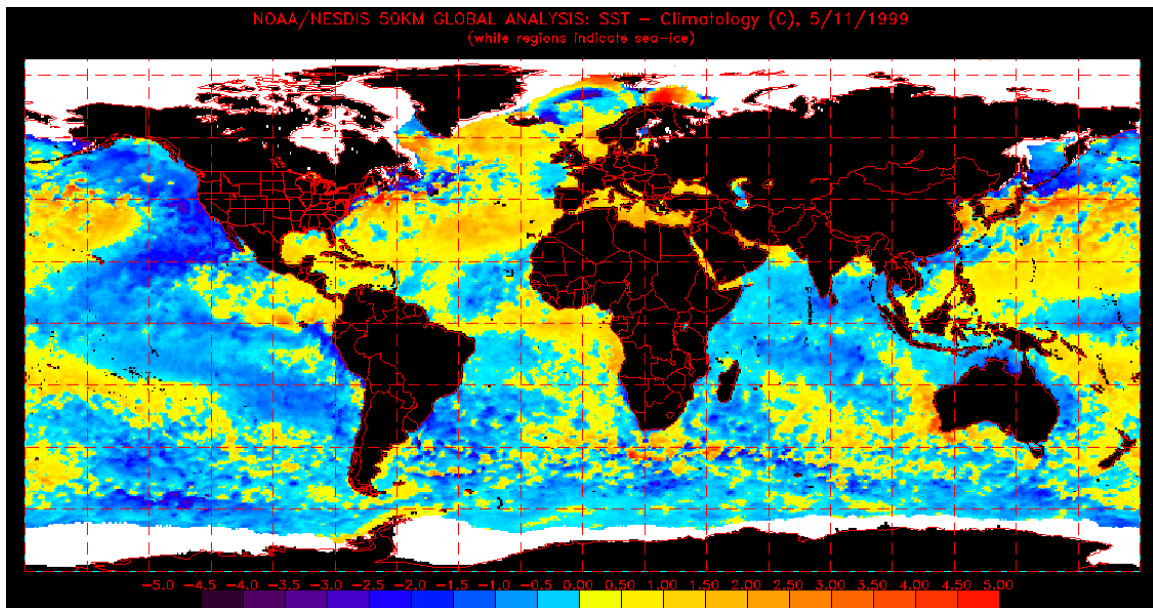 NOAA/NESDIS 50KM GLOBAL ANALYSIS: SST - Climatology (C), 5/11/1999
(white regions indicate sea-ice)
-5.0 -4.5 -4.0 -3.5 -3.0 -2.5 -2.0 -1.5 -1.0 -0.5 0.00 0.50 1.00 1.50 2.00 2.50 3.00 3.50 4.00 4.50 5.00